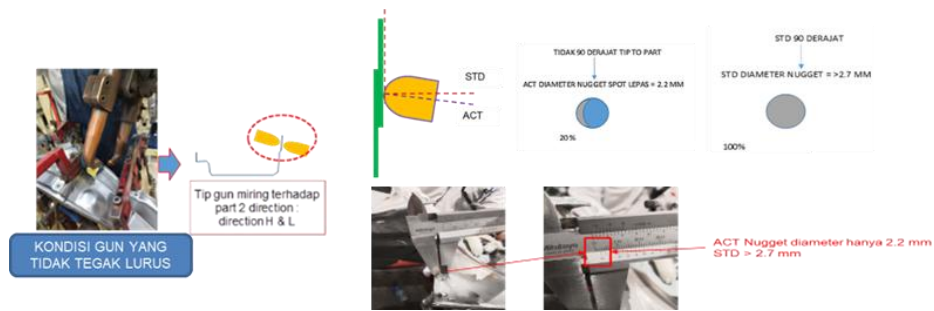 KONDISI GUN YANG
TIDAK TEGAK LURUS
Tip gun miring terhadap
part 2 direction :
direction H & L
STD
ACT
TIDAK 90 DERAJAT TIP TO PART
ACT DIAMETER NUGGET SPOT LEPAS = 2.2 MM
20%
STD 90 DERAJAT
STD DIAMETER NUGGET = >2.7 MM
100%
ACT Nugget diameter hanya 2.2 mm
STD > 2.7 mm